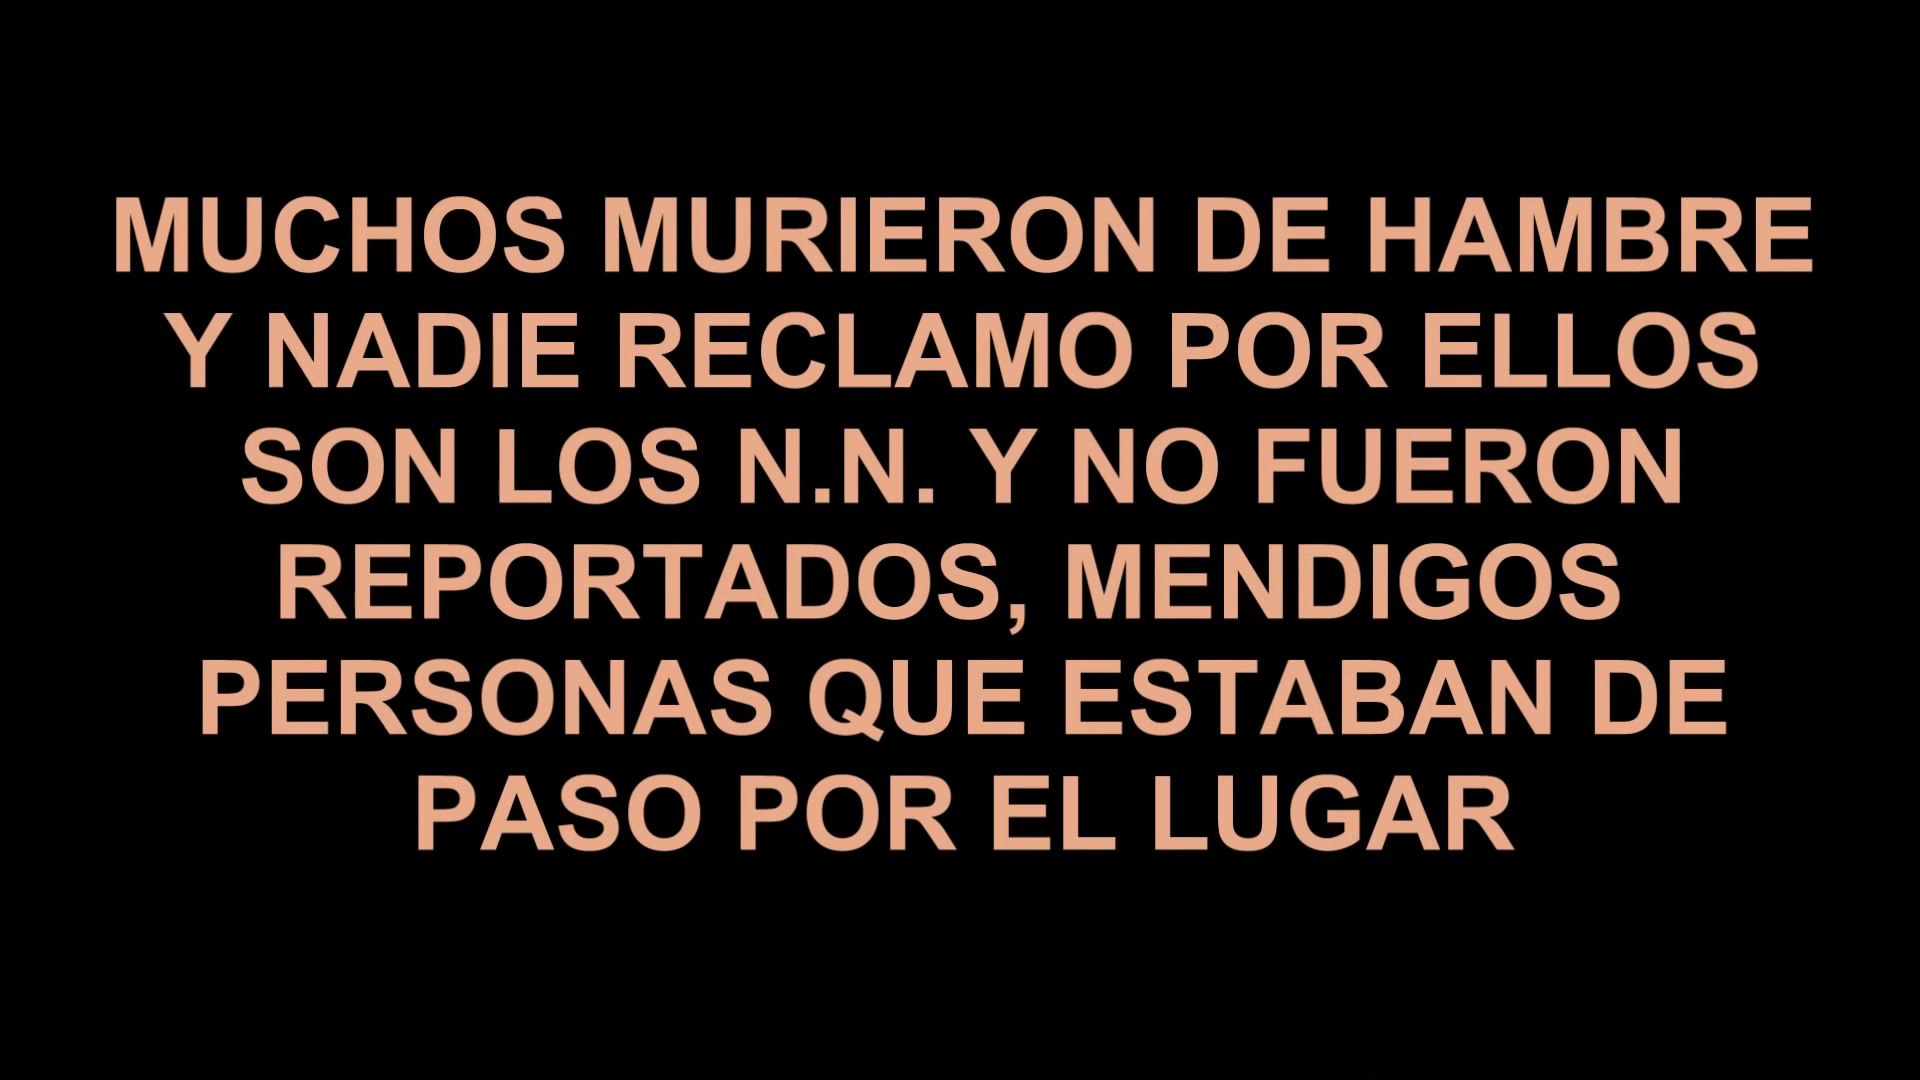 MUCHOS MURIERON DE HAMBRE
Y NADIE RECLAMO POR ELLOS
SON LOS N.N. Y NO FUERON
REPORTADOS, MENDIGOS
PERSONAS QUE ESTABAN DE
PASO POR EL LUGAR